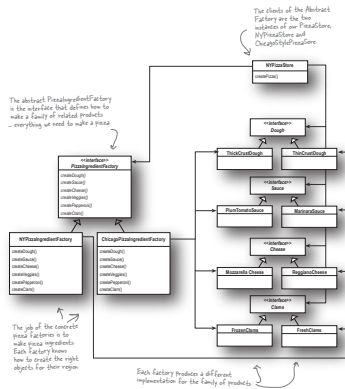 The clients of the Abstract
Factory are the two
instances of our PizzaStore,
NYPizzaStore and
ChicagoStylePizzaSore.
NYPizzaStore
createPizza()
The abstract PizzaIngredientFactory
is the interface that defines how to
make a family of related products
- everything we need to make a pizza.
<<interface>>
PizzaIngredientFactory
createDough()
createSauce()
createCheese()
createVeggies()
createPepperoni()
createClam()
<<interface>>
Dough
ThickCrustDough
ThinCrustDough
<<interface>>
Sauce
PlumTomatoSauce
MarinaraSauce
<<interface>>
Cheese
Mozzarella Cheese
ReggianoCheese
<<interface>>
Clams
FrozenClams
FreshClams
NYPizzaIngredientFactory
createDough()
createSauce()
createCheese()
createVeggies()
createPepperoni()
createClam()
ChicagoPizzaIngredientFactory
createDough()
createSauce()
createCheese()
createVeggies()
createPepperoni()
createClam()
The job of the concrete
pizza factories is to
make pizza ingredients.
Each factory knows
how to create the right
objects for their region.
Each factory produces a different
implementation for the family of products.